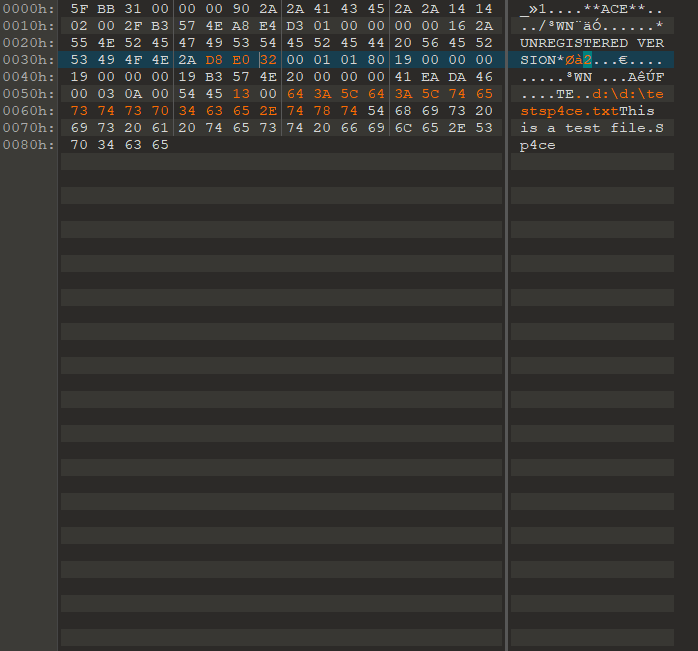 0000h: 5F BB 31 00 00 00 90 2A 2A 41 43 45 2A 2A 14 14 _»1....**ACE**..
0010h: 02 00 2F B3 57 4E A8 E4 D3 01 00 00 00 00 16 2A ../ªWN¨äÓ......*
0020h: 55 4E 52 45 47 49 53 54 45 52 45 44 20 56 45 52 UNREGISTERED VER
0030h: 53 49 4F 4E 2A D8 E0 32 00 01 01 80 19 00 00 00 SION*Øà2...€....
0040h: 19 00 00 00 19 B3 57 4E 20 00 00 00 41 EA DA 46 .....ªWN ...AêÚF
0050h: 00 03 0A 00 54 45 13 00 64 3A 5C 64 3A 5C 74 65 ....TE..d:\d:\te
0060h: 73 74 73 70 34 63 65 2E 74 78 74 54 68 69 73 20 stsp4ce.txtThis
0070h: 69 73 20 61 20 74 65 73 74 20 66 69 6C 65 2E 53 is a test file.S
0080h: 70 34 63 65 p4ce